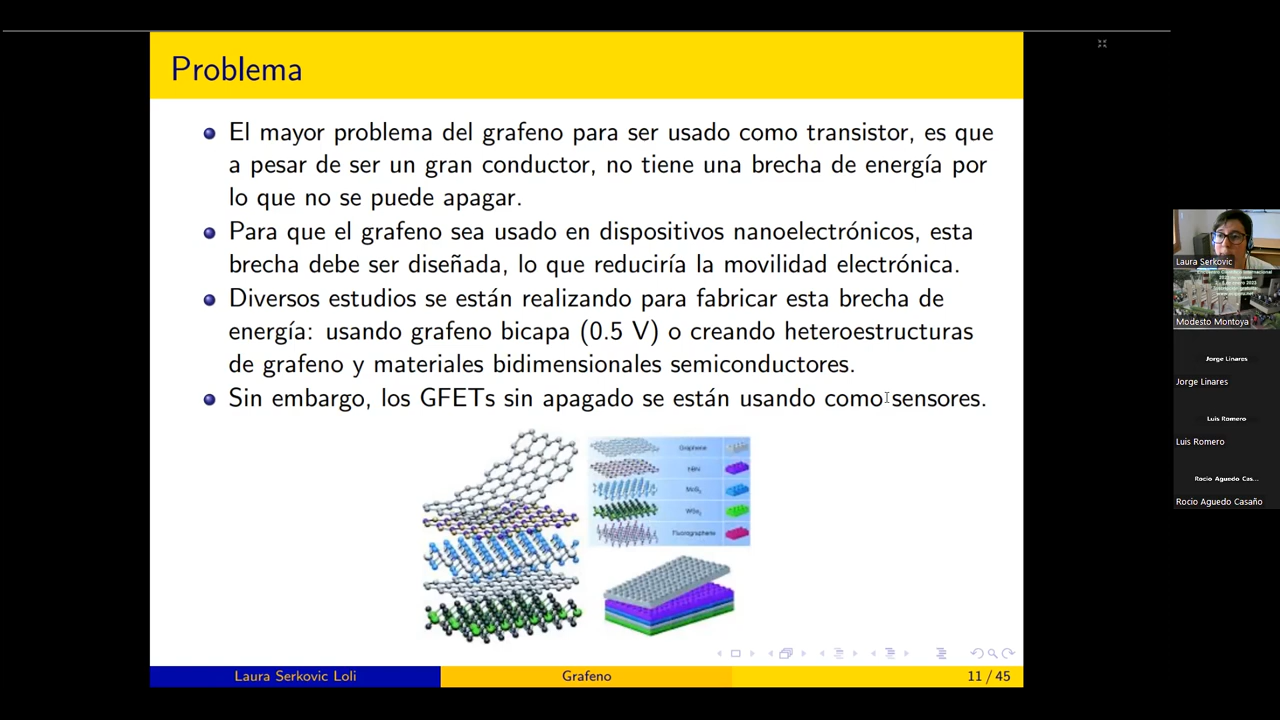 Problema
El mayor problema del grafeno para ser usado como transistor, es que
a pesar de ser un gran conductor, no tiene una brecha de energía por
lo que no se puede apagar.
Para que el grafeno sea usado en dispositivos nanoelectrónicos, esta
brecha debe ser diseñada, lo que reduciría la movilidad electrónica.
Diversos estudios se están realizando para fabricar esta brecha de
energía: usando grafeno bicapa (0.5 V) o creando heteroestructuras
de grafeno y materiales bidimensionales semiconductores.
Sin embargo, los GFETs sin apagado se están usando como sensores.
Graphene
hBN
MoS₂
WSe₂
Fluorographene
Laura Serkovic Loli
Grafeno
11 / 45
Laura Serkovic
Modesto Montoya
Jorge Linares
Jorge Linares
Luis Romero
Luis Romero
Rocio Aguedo Cas...
Rocio Aguedo Casaño